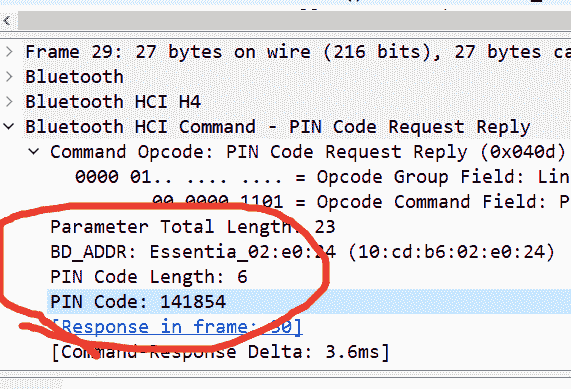 Frame 29: 27 bytes on wire (216 bits), 27 bytes ca
Bluetooth
Bluetooth HCI H4
Bluetooth HCI Command - PIN Code Request Reply
Command Opcode: PIN Code Request Reply (0x040d)
0000 01.. .... .... = Opcode Group Field: Lin
.... ..00 0000 1101 = Opcode Command Field: P
Parameter Total Length: 23
BD_ADDR: Essentia_02:e0:24 (10:cd:b6:02:e0:24)
PIN Code Length: 6
PIN Code: 141854
[Response in frame: 30]
[Command-Response Delta: 3.6ms]